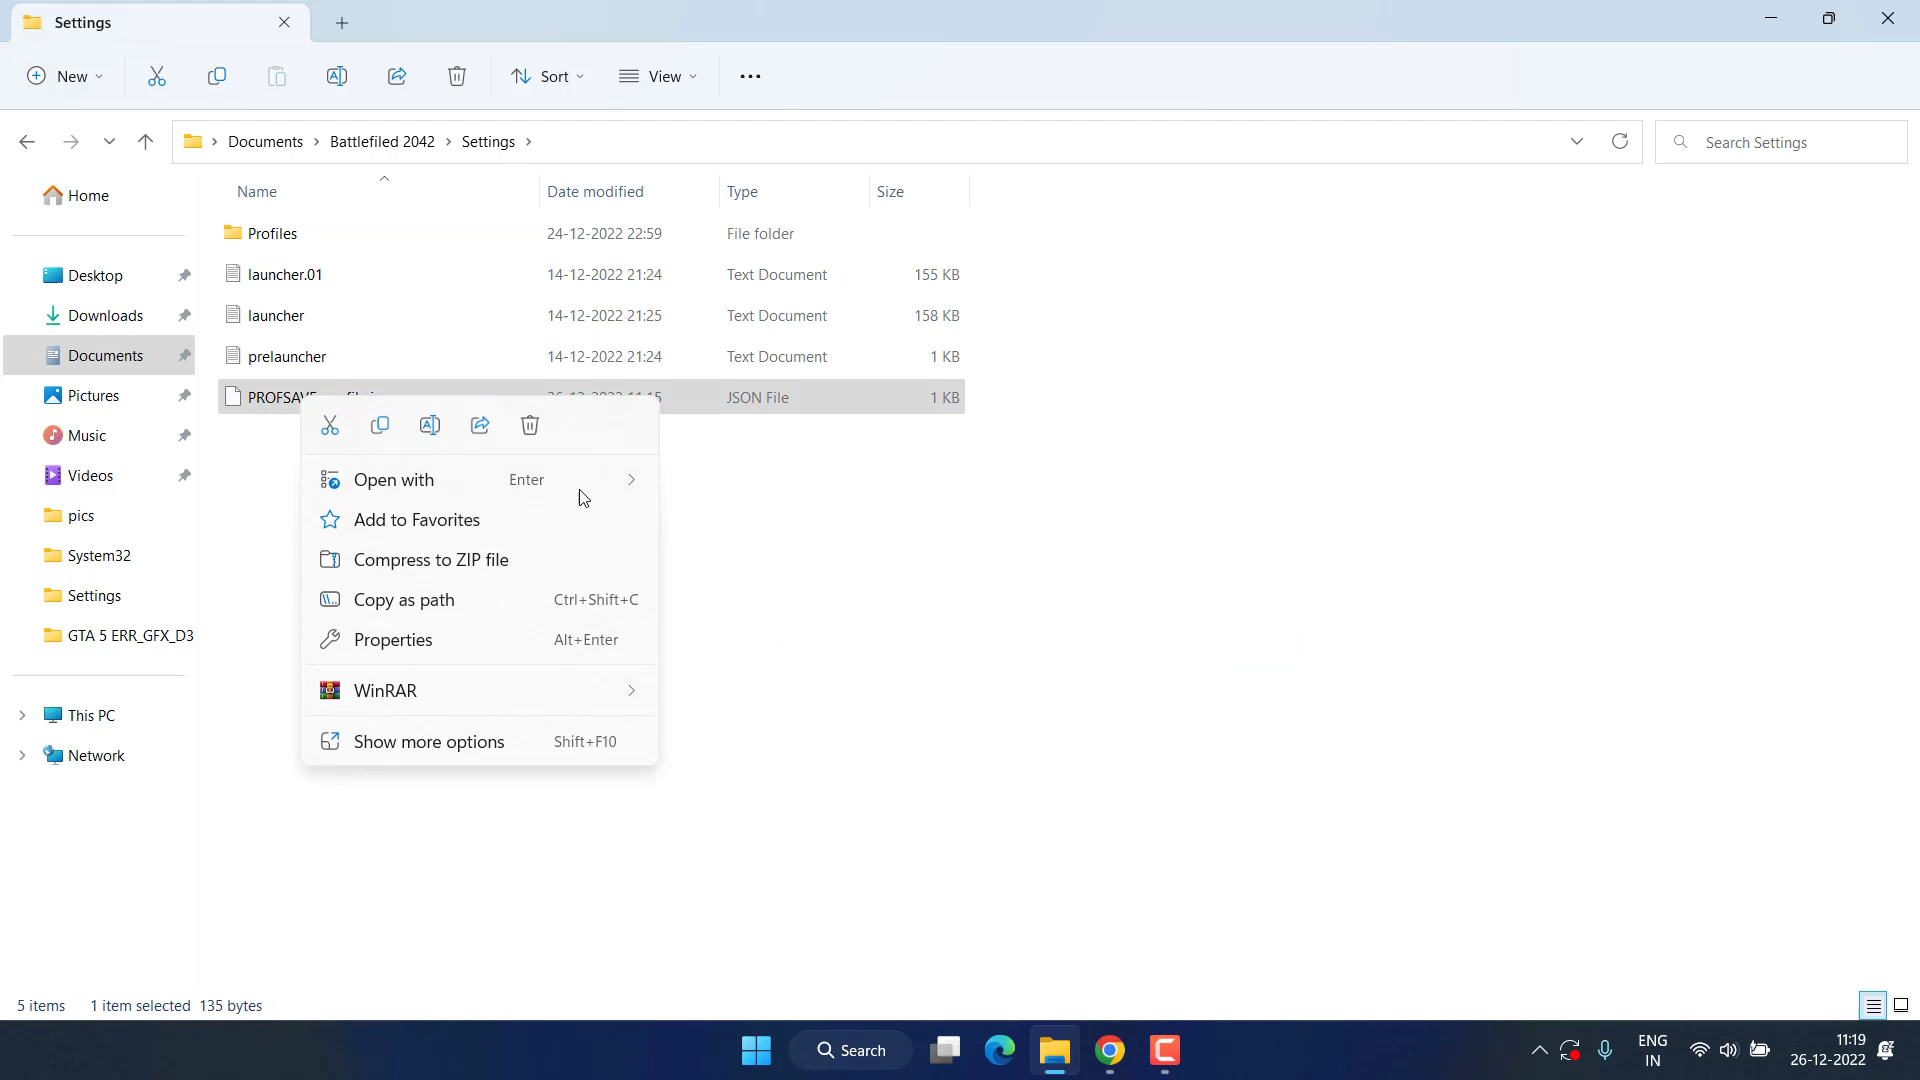 Settings
New
Sort
View
Documents
Battlefiled 2042
Settings
Search Settings
Name
Date modified
Type
Size
Profiles 24-12-2022 22:59 File folder
launcher.01 14-12-2022 21:24 Text Document 155 KB
launcher 14-12-2022 21:25 Text Document 158 KB
prelauncher 14-12-2022 21:24 Text Document 1 KB
JSON File 1 KB
Home
Desktop
Downloads
Documents
Pictures
Music
Videos
pics
System32
Settings
GTA 5 ERR_GFX_D3
This PC
Network
Open with Enter
Add to Favorites
Compress to ZIP file
Copy as path Ctrl+Shift+C
Properties Alt+Enter
WinRAR
Show more options Shift+F10
5 items 1 item selected 135 bytes
Search
ENG
IN
11:19
26-12-2022